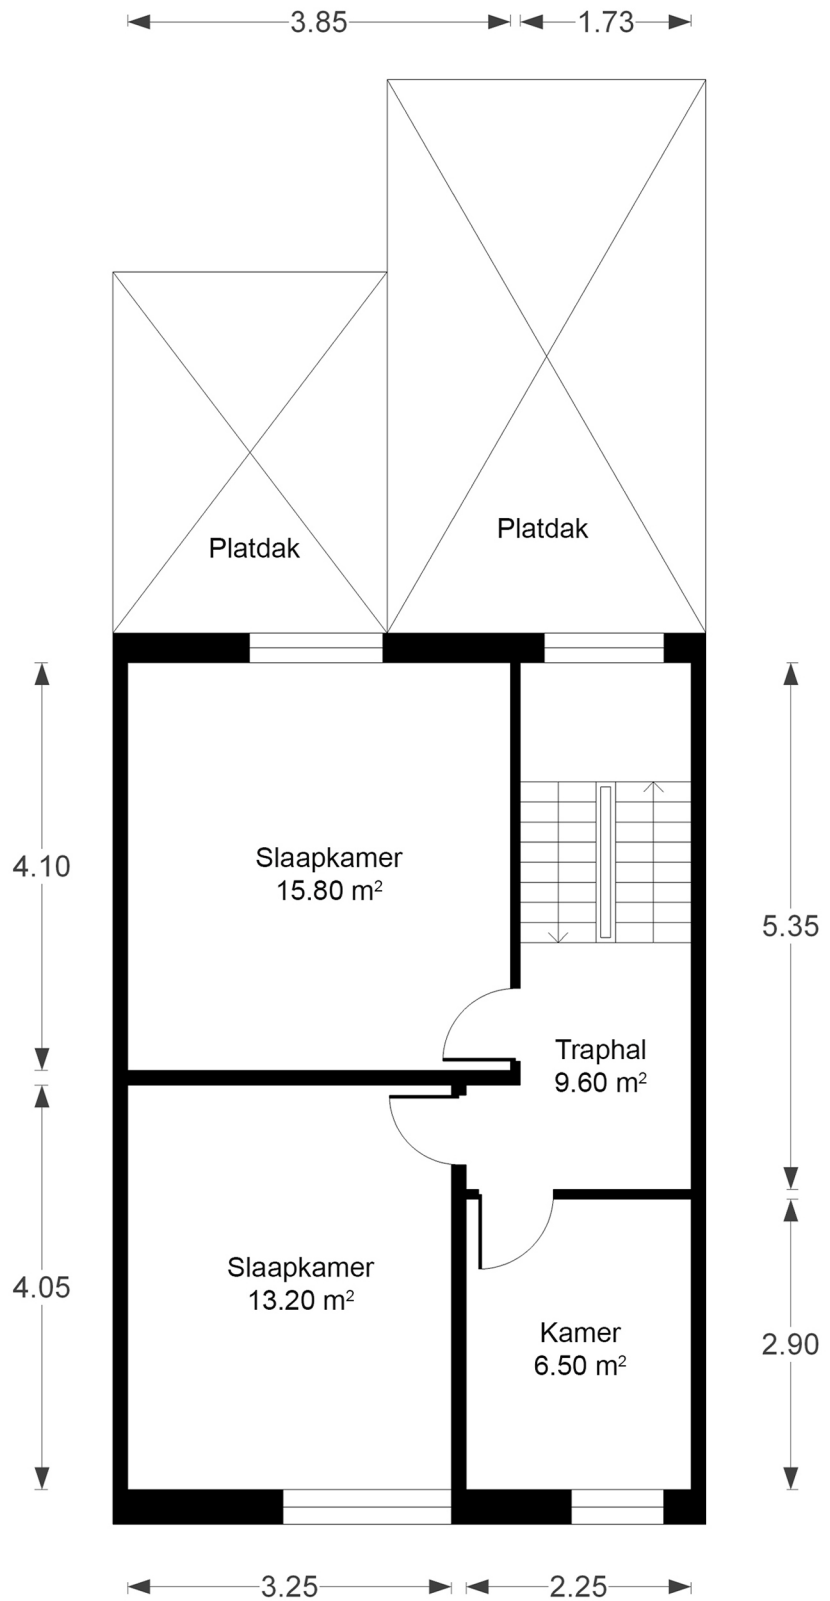 3.85
1.73
Platdak
Platdak
4.10
Slaapkamer
15.80 m²
5.35
Traphal
9.60 m²
4.05
Slaapkamer
13.20 m²
Kamer
6.50 m²
2.90
3.25
2.25